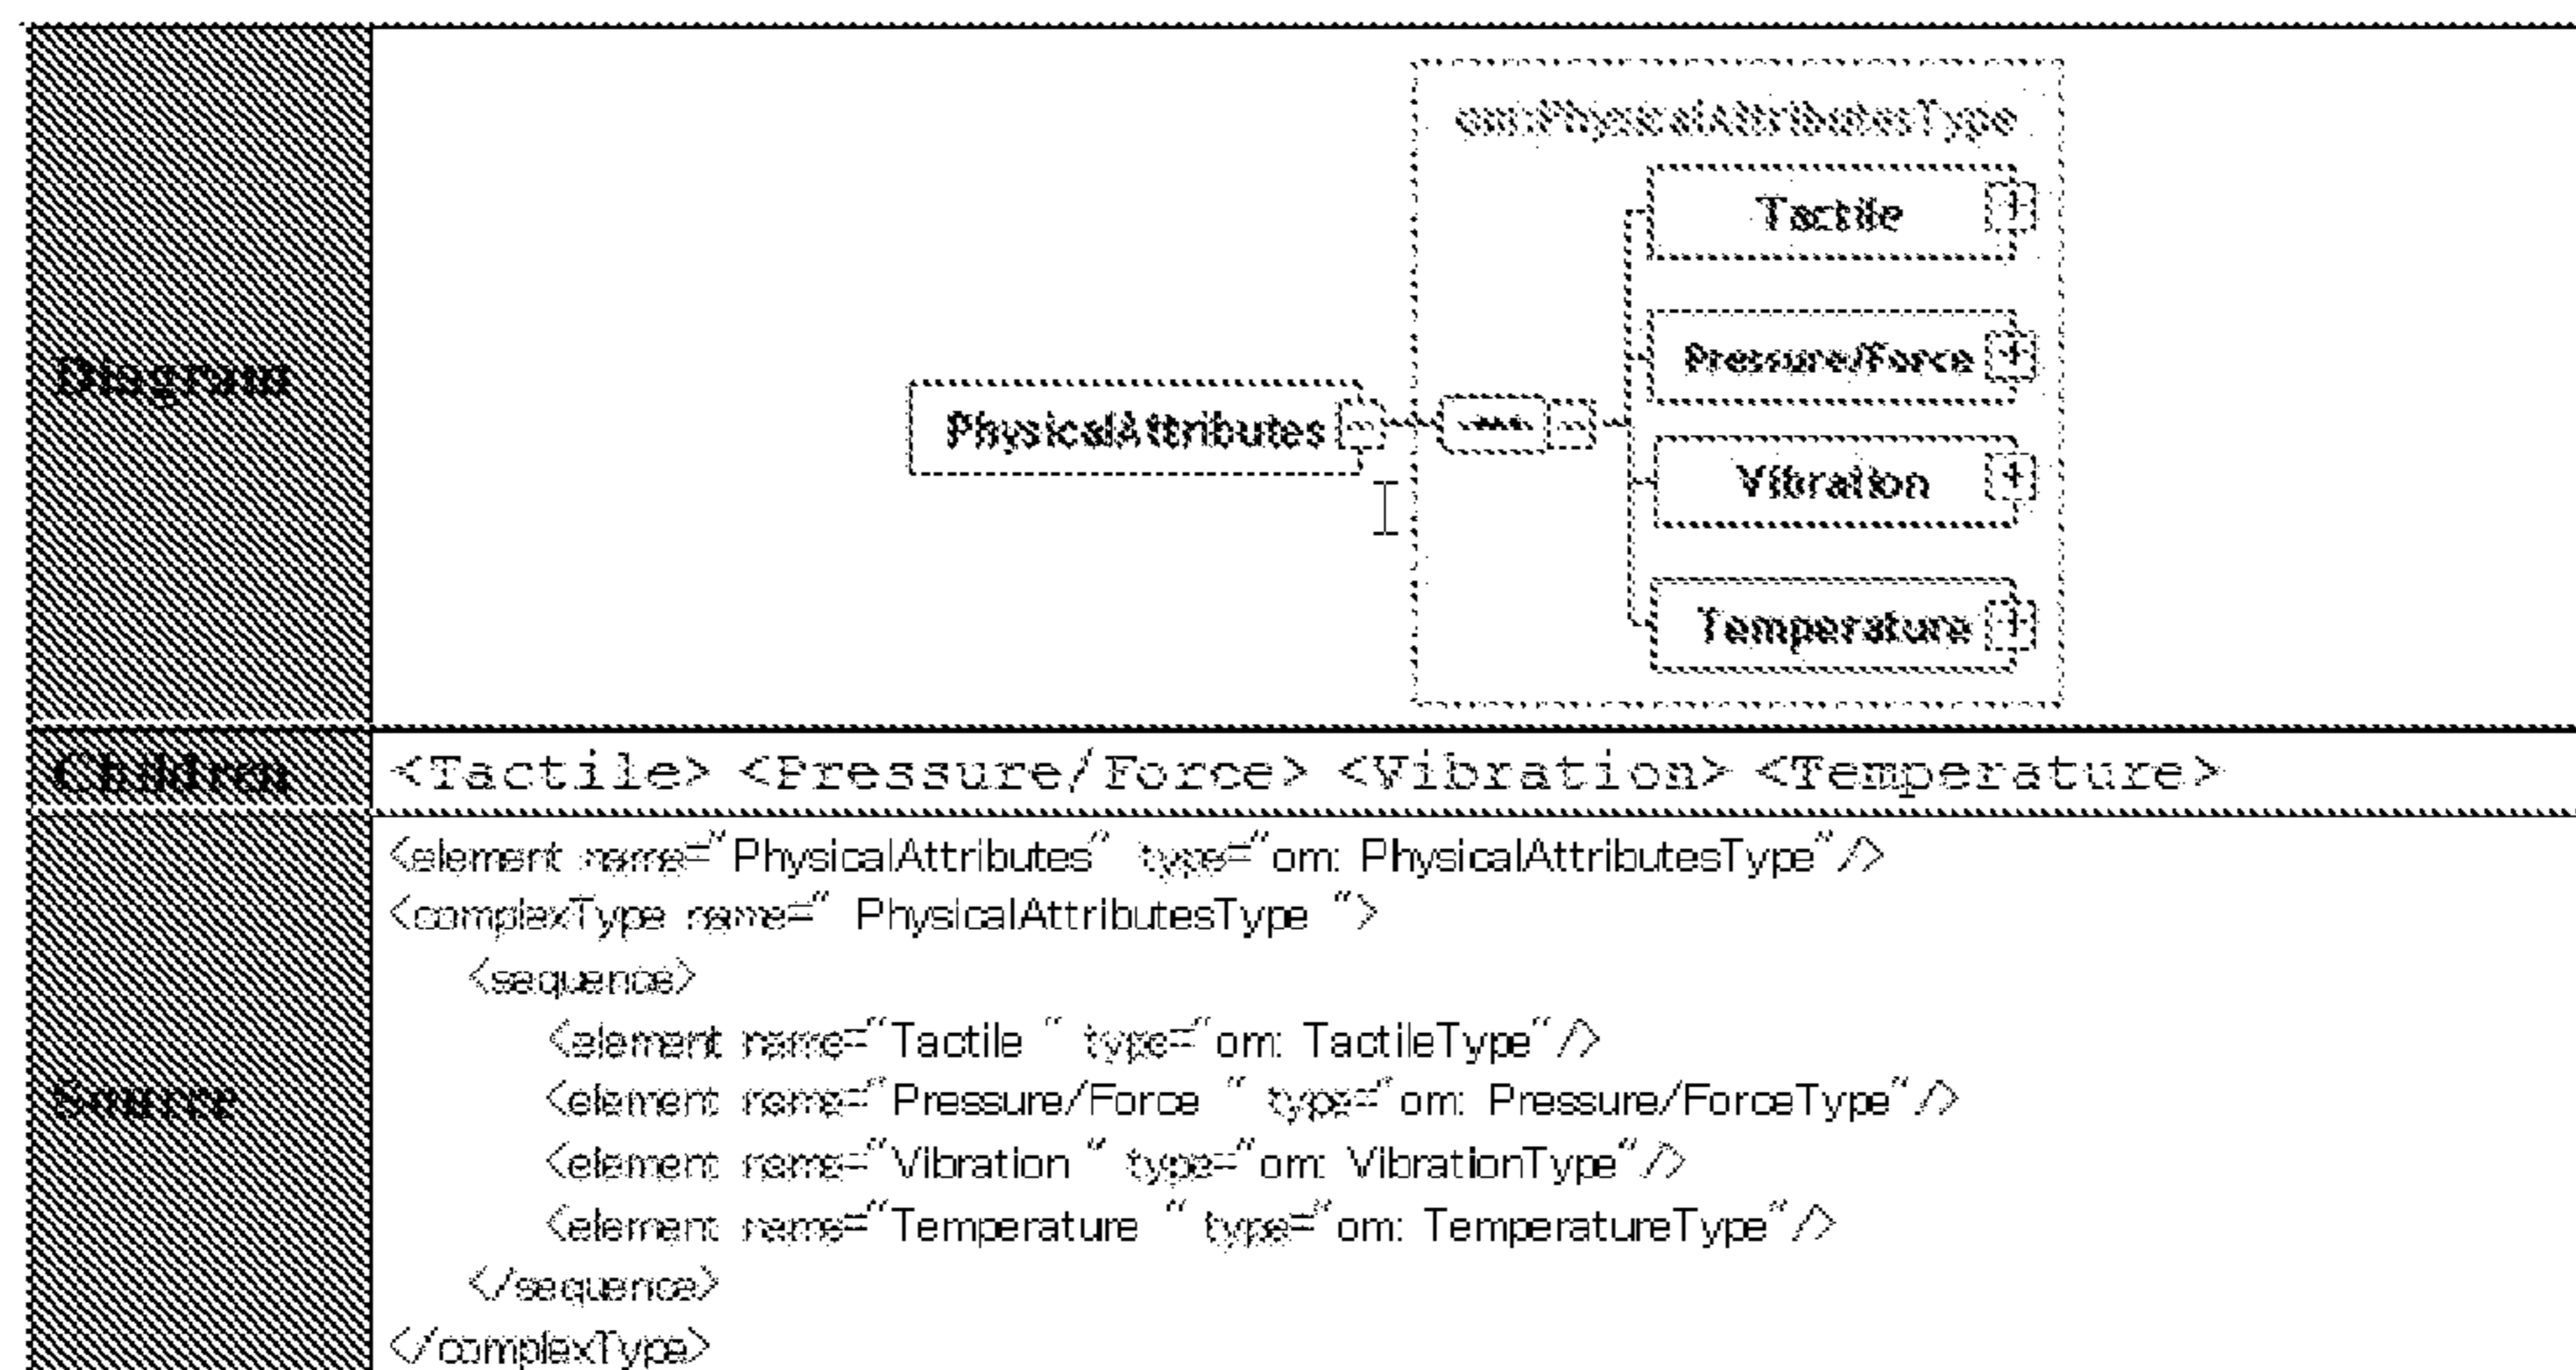 Diagram
om:PhysicalAttributesType
Tactile
Pressure/Force
PhysicalAttributes
Vibration
Temperature
Children
<Tactile> <Pressure/Force> <Vibration> <Temperature>
Source
<element name="PhysicalAttributes" type="om: PhysicalAttributesType"/>
<complexType name=" PhysicalAttributesType ">
<sequence>
<element name="Tactile " type="om: TactileType"/>
<element name="Pressure/Force " type="om: Pressure/ForceType"/>
<element name="Vibration " type="om: VibrationType"/>
<element name="Temperature " type="om: TemperatureType"/>
</sequence>
</complexType>